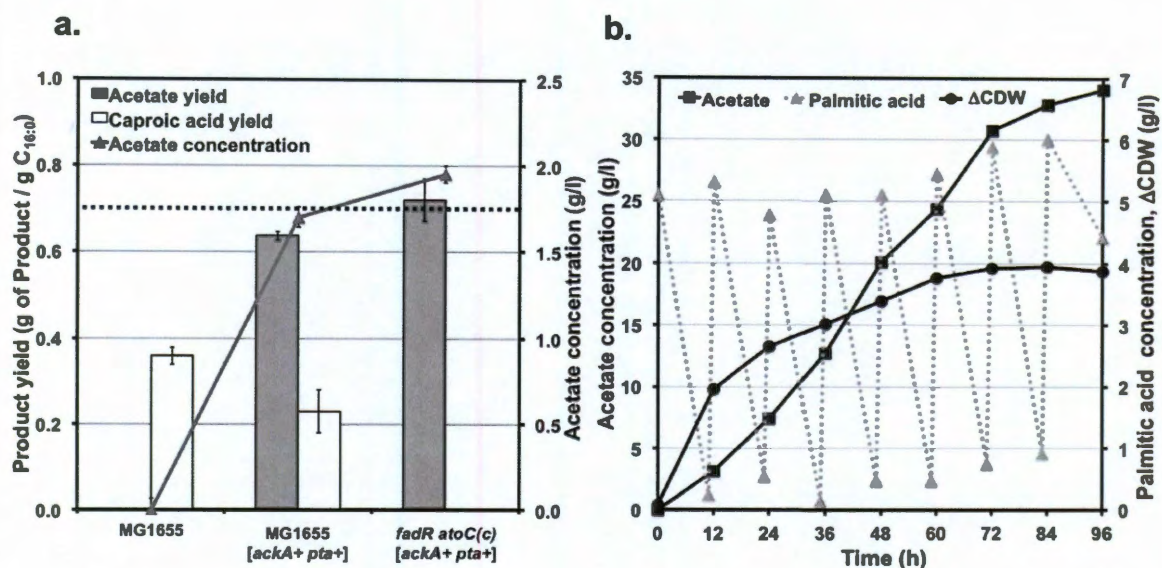 a.
Product yield (g of Product / g C16:0)
1.0
0.8
0.6
0.4
0.2
0.0
Acetate yield
Caproic acid yield
Acetate concentration
2.5
2.0
1.5
1.0
0.5
0.0
Acetate concentration (g/l)
MG1655
MG1655
[ackA+ pta+]
fadR atoC(c)
[ackA+ pta+]
b.
Acetate concentration (g/l)
35
30
25
20
15
10
5
0
Acetate
Palmitic acid
ΔCDW
7
6
5
4
3
2
1
0
Palmitic acid concentration, ΔCDW (g/l)
0 12 24 36 48 60 72 84 96
Time (h)